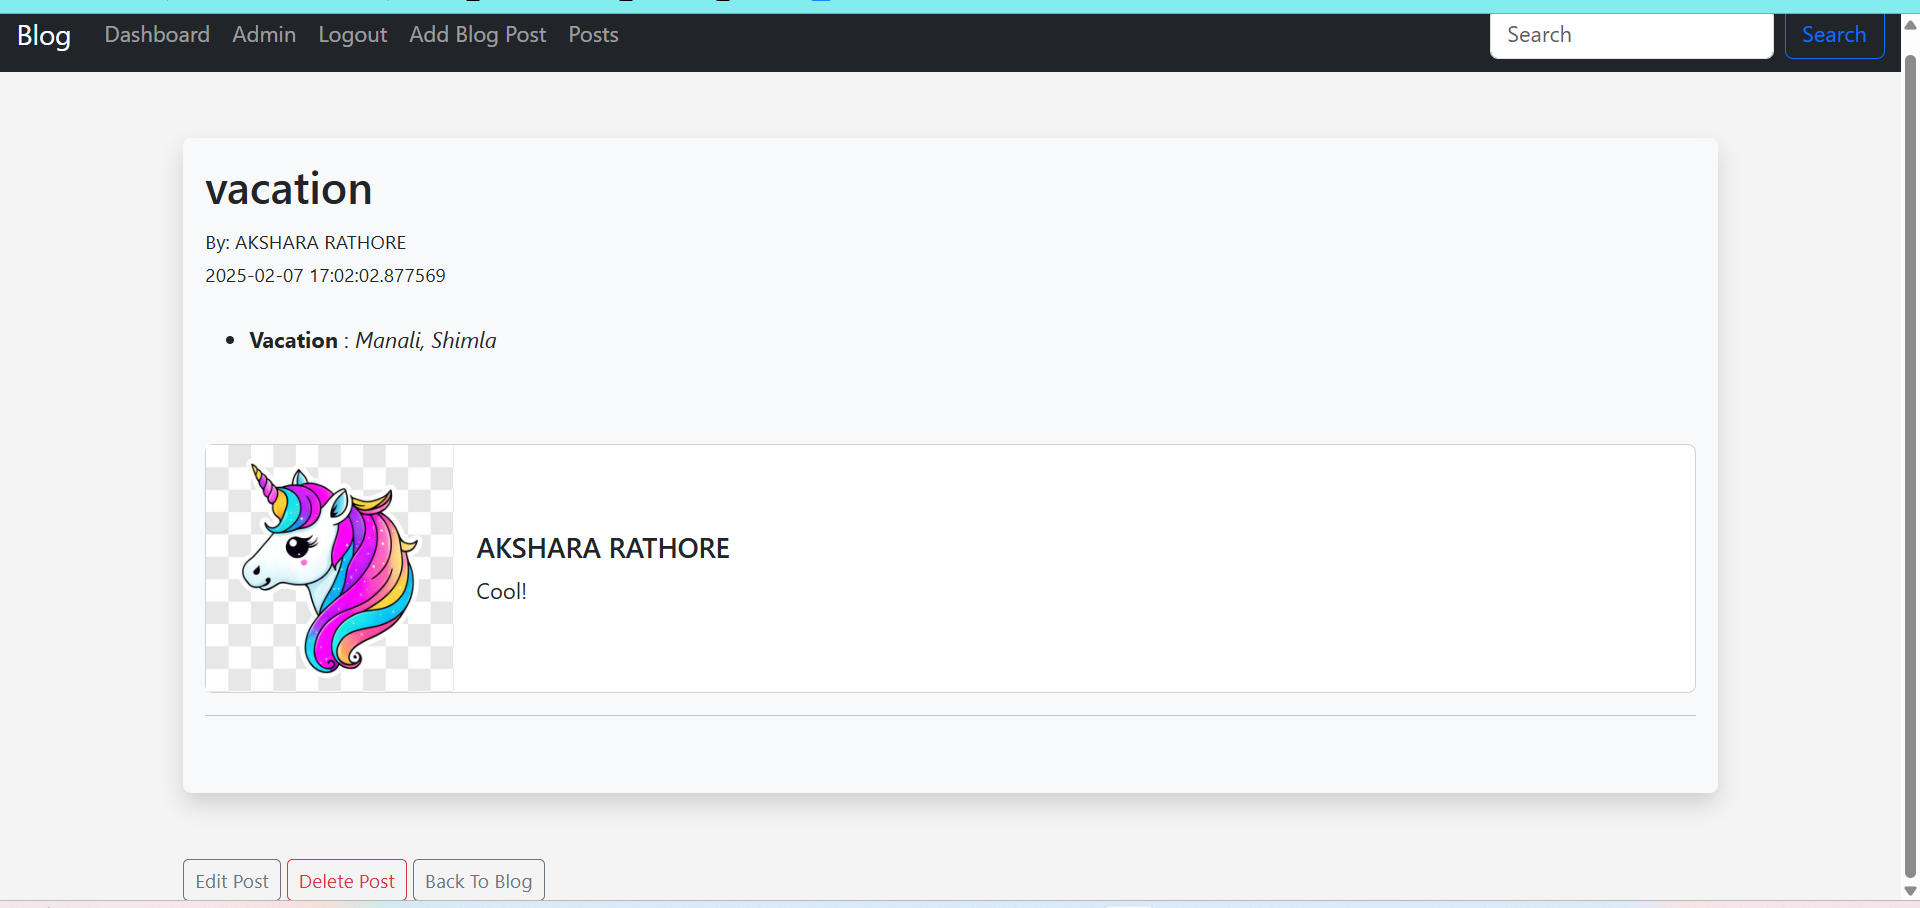 Blog Dashboard Admin Logout Add Blog Post Posts Search Search
vacation
By: AKSHARA RATHORE
2025-02-07 17:02:02.877569
• Vacation : Manali, Shimla
AKSHARA RATHORE
Cool!
Edit Post Delete Post Back To Blog